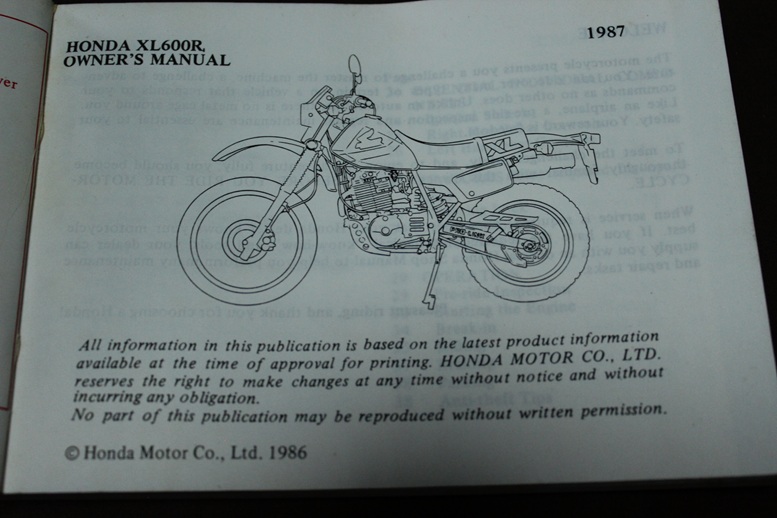 ver
HONDA XL600R
OWNER'S MANUAL
1987
XL
PRO-LINK
All information in this publication is based on the latest product information
available at the time of approval for printing. HONDA MOTOR CO., LTD.
reserves the right to make changes at any time without notice and without
incurring any obligation.
No part of this publication may be reproduced without written permission.
© Honda Motor Co., Ltd. 1986